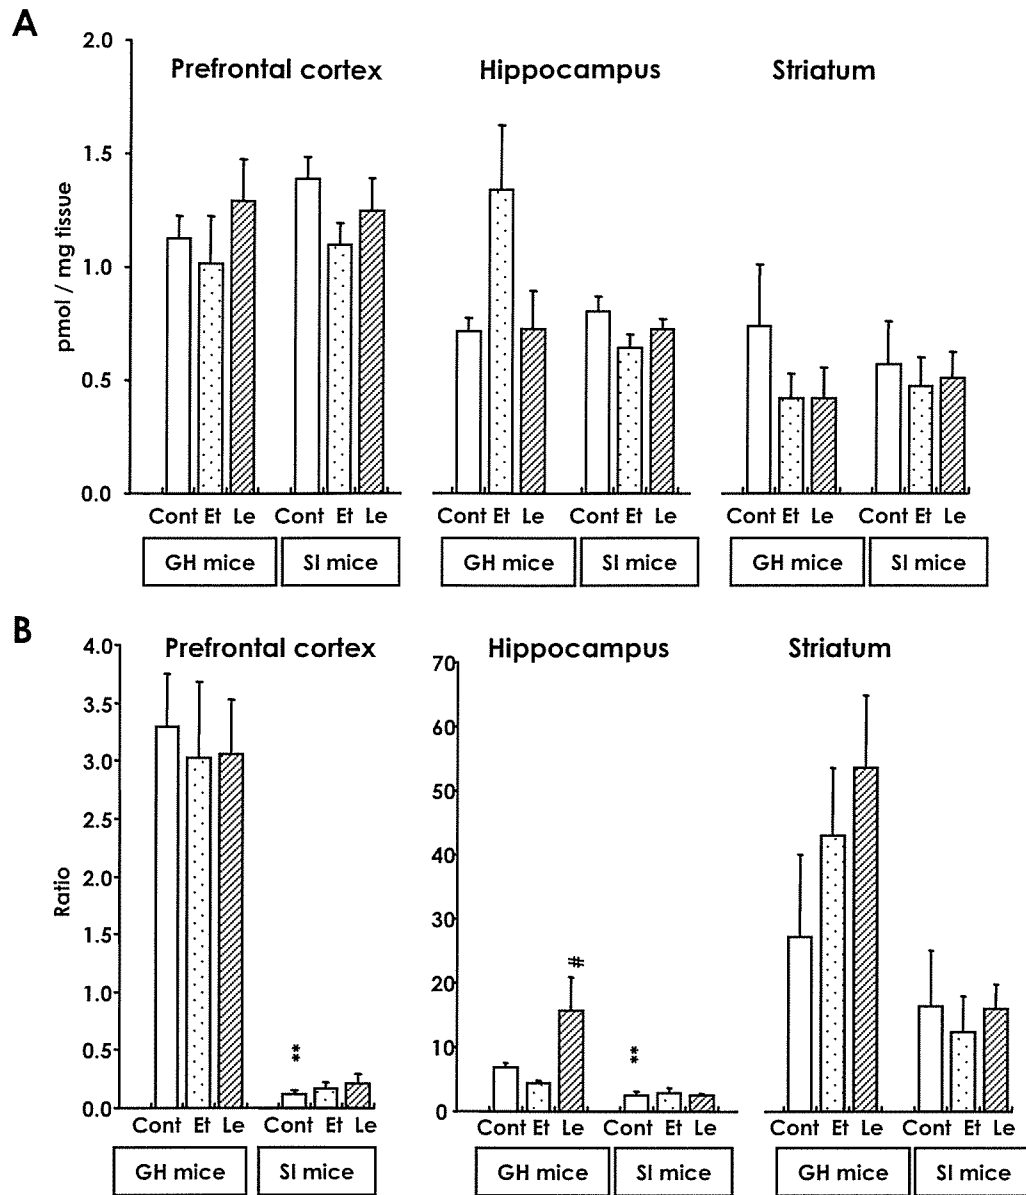 A
2.0
Prefrontal cortex Hippocampus Striatum
1.5
1.0
0.5
0.0
pmol / mg tissue
Cont Et Le Cont Et Le Cont Et Le Cont Et Le Cont Et Le Cont Et Le
GH mice SI mice GH mice SI mice GH mice SI mice
B
Prefrontal cortex Hippocampus Striatum
4.0
3.5
3.0
2.5
2.0
1.5
1.0
0.5
0.0
Ratio
**
70
60
50
40
30
20
10
0
#
**
Cont Et Le Cont Et Le Cont Et Le Cont Et Le Cont Et Le Cont Et Le
GH mice SI mice GH mice SI mice GH mice SI mice